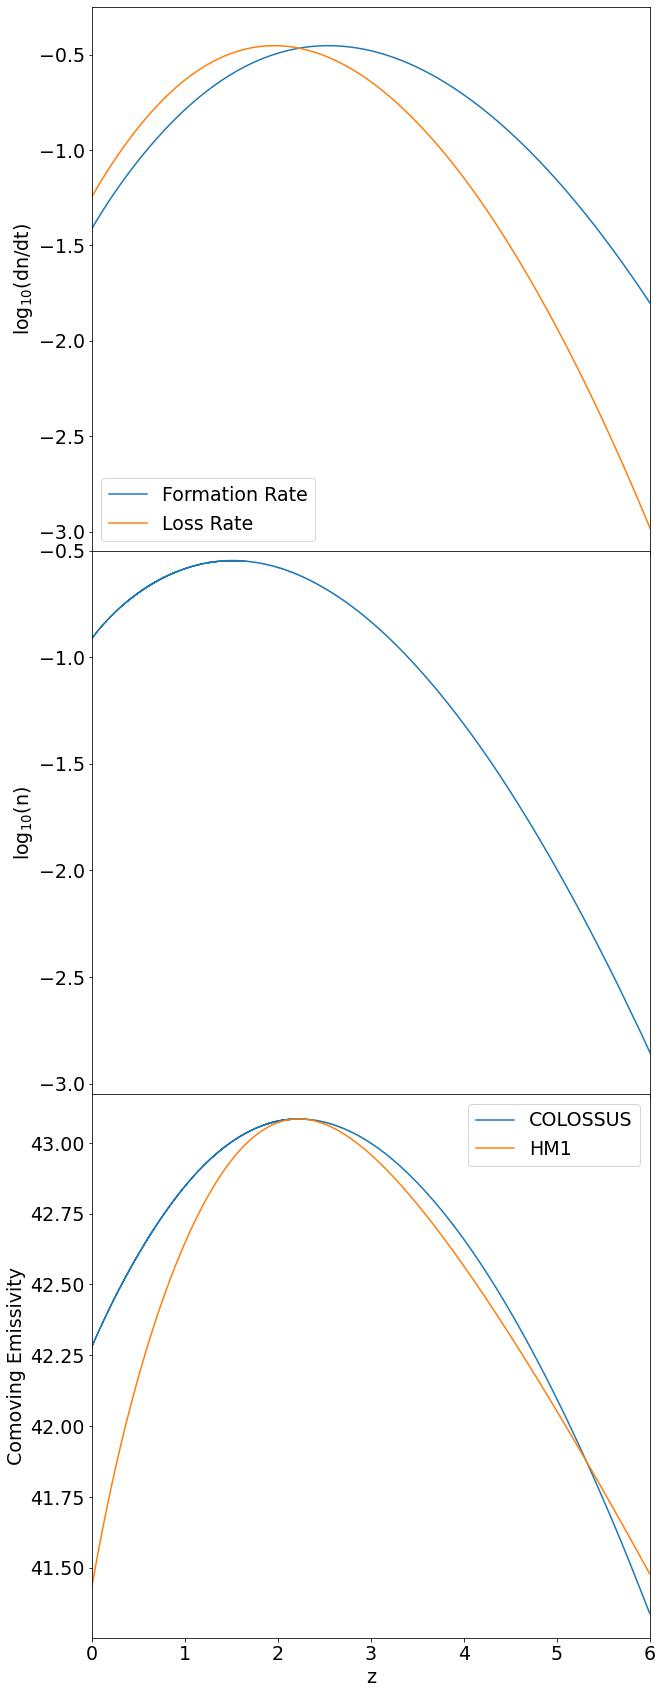 −0.5
−1.0
−1.5
−2.0
−2.5
−3.0
log10(dn/dt)
Formation Rate
Loss Rate
−0.5
−1.0
−1.5
−2.0
−2.5
−3.0
log10(n)
COLOSSUS
HM1
43.00
42.75
42.50
42.25
42.00
41.75
41.50
Comoving Emissivity
0 1 2 3 4 5 6
z